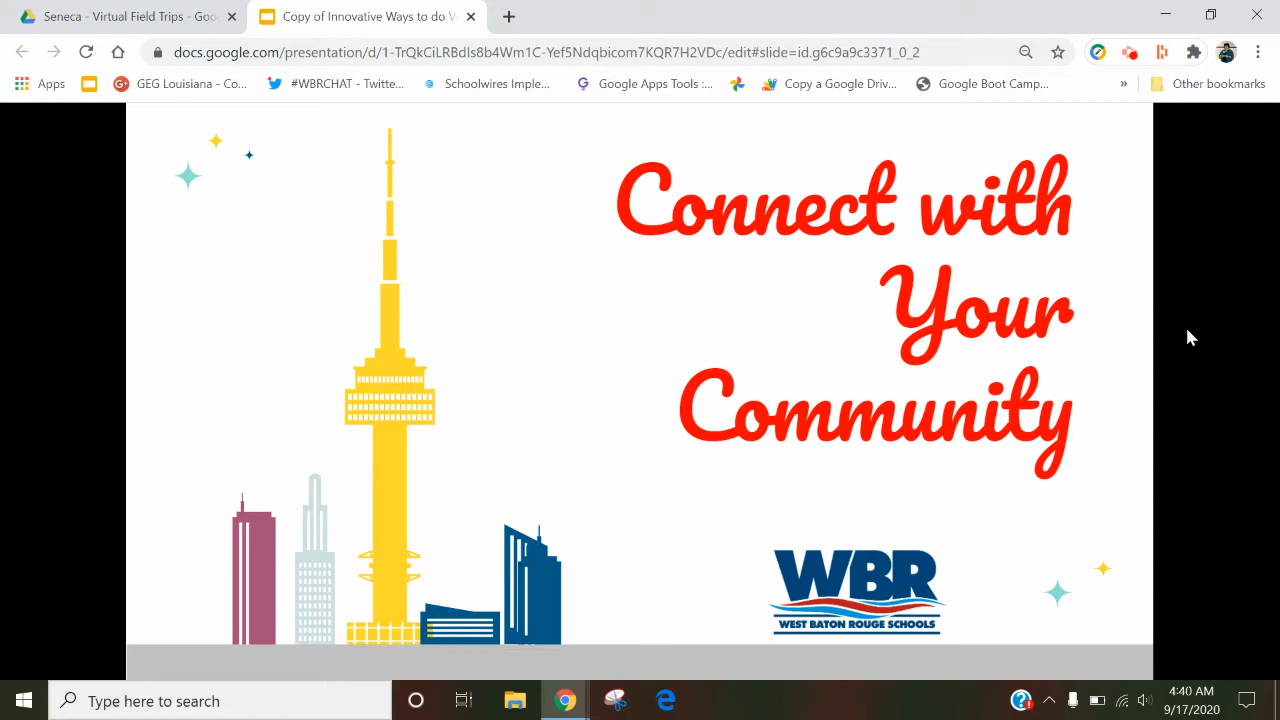 Seneca - Virtual Field Trips - Goo
Copy of Innovative Ways to do V
docs.google.com/presentation/d/1-TrQkCiLR5dIs8b4Wm1C-Yef5Ndqbicom7KQR7H2VDc/edit#slide=id.g6c9a9c3371_0_2
Apps
GEG Louisiana - Co...
#WBRCHAT - Twitte...
Schoolwires Imple...
Google Apps Tools :...
Copy a Google Driv...
Google Boot Camp...
»
Other bookmarks
Connect with
Your
Community
WBR
WEST BATON ROUGE SCHOOLS
Type here to search
4:40 AM
9/17/2020